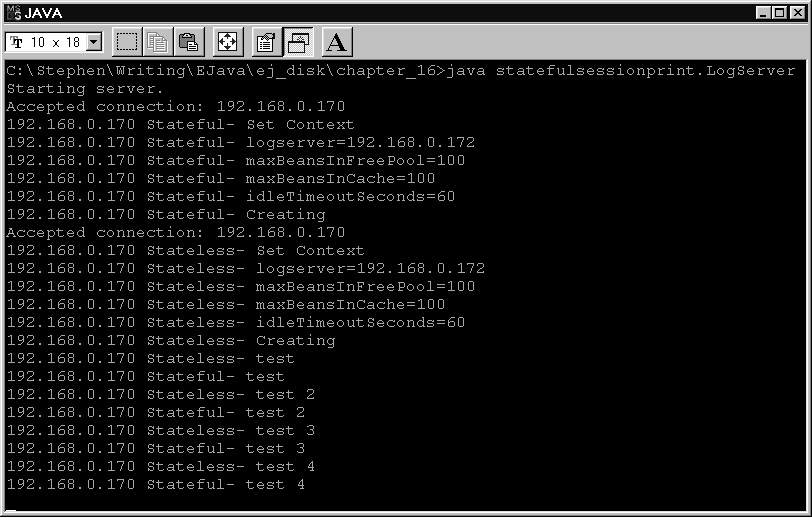 JAVA
10 x 18 A
C:\Stephen\Writing\EJava\ej_disk\chapter_16>java statefulsessionprint.LogServer
Starting server.
Accepted connection: 192.168.0.170
192.168.0.170 Stateful- Set Context
192.168.0.170 Stateful- logserver=192.168.0.172
192.168.0.170 Stateful- maxBeansInFreePool=100
192.168.0.170 Stateful- maxBeansInCache=100
192.168.0.170 Stateful- idleTimeoutSeconds=60
192.168.0.170 Stateful- Creating
Accepted connection: 192.168.0.170
192.168.0.170 Stateless- Set Context
192.168.0.170 Stateless- logserver=192.168.0.172
192.168.0.170 Stateless- maxBeansInFreePool=100
192.168.0.170 Stateless- maxBeansInCache=100
192.168.0.170 Stateless- idleTimeoutSeconds=60
192.168.0.170 Stateless- Creating
192.168.0.170 Stateless- test
192.168.0.170 Stateful- test
192.168.0.170 Stateless- test 2
192.168.0.170 Stateful- test 2
192.168.0.170 Stateless- test 3
192.168.0.170 Stateful- test 3
192.168.0.170 Stateless- test 4
192.168.0.170 Stateful- test 4